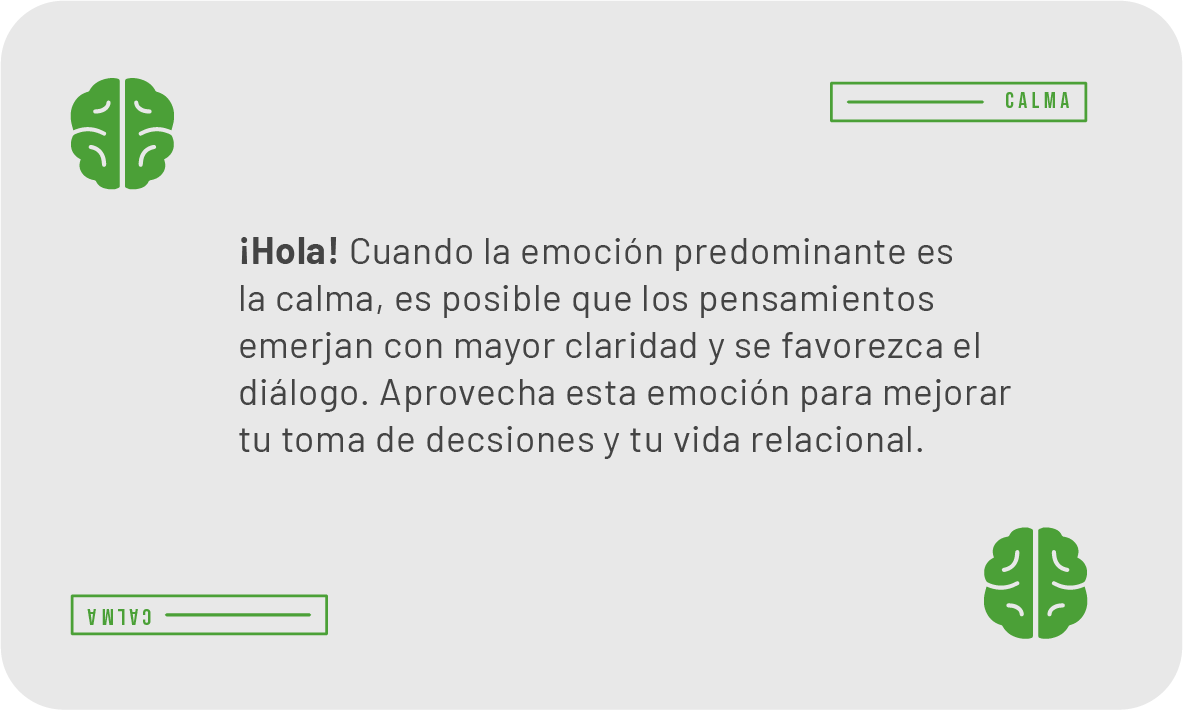 CALMA
¡Hola! Cuando la emoción predominante es
la calma, es posible que los pensamientos
emerjan con mayor claridad y se favorezca el
diálogo. Aprovecha esta emoción para mejorar
tu toma de decsiones y tu vida relacional.
CALMA